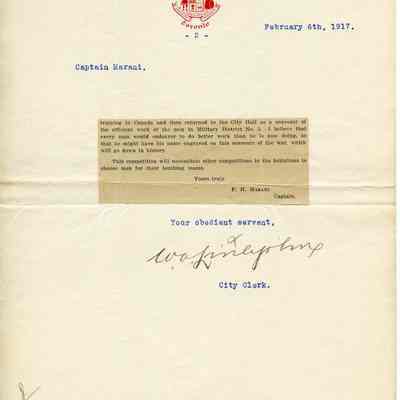 Toronto
- 2 -
February 6th, 1917.
Captain Marani.
training in Canada and then returned to the City Hall as a souvenir of
the efficient work of the men in Military District No. 2. I believe that
every man would endeavor to do better work than he is now doing, so
that he might have his name engraved on this souvenir of the war which
will go down in history.
This competition will necessitate other competitions in the battalions to
choose men for their bombing teams.
Yours truly
F. H. MARANI
Captain.
Your obedient servant,
City Clerk.